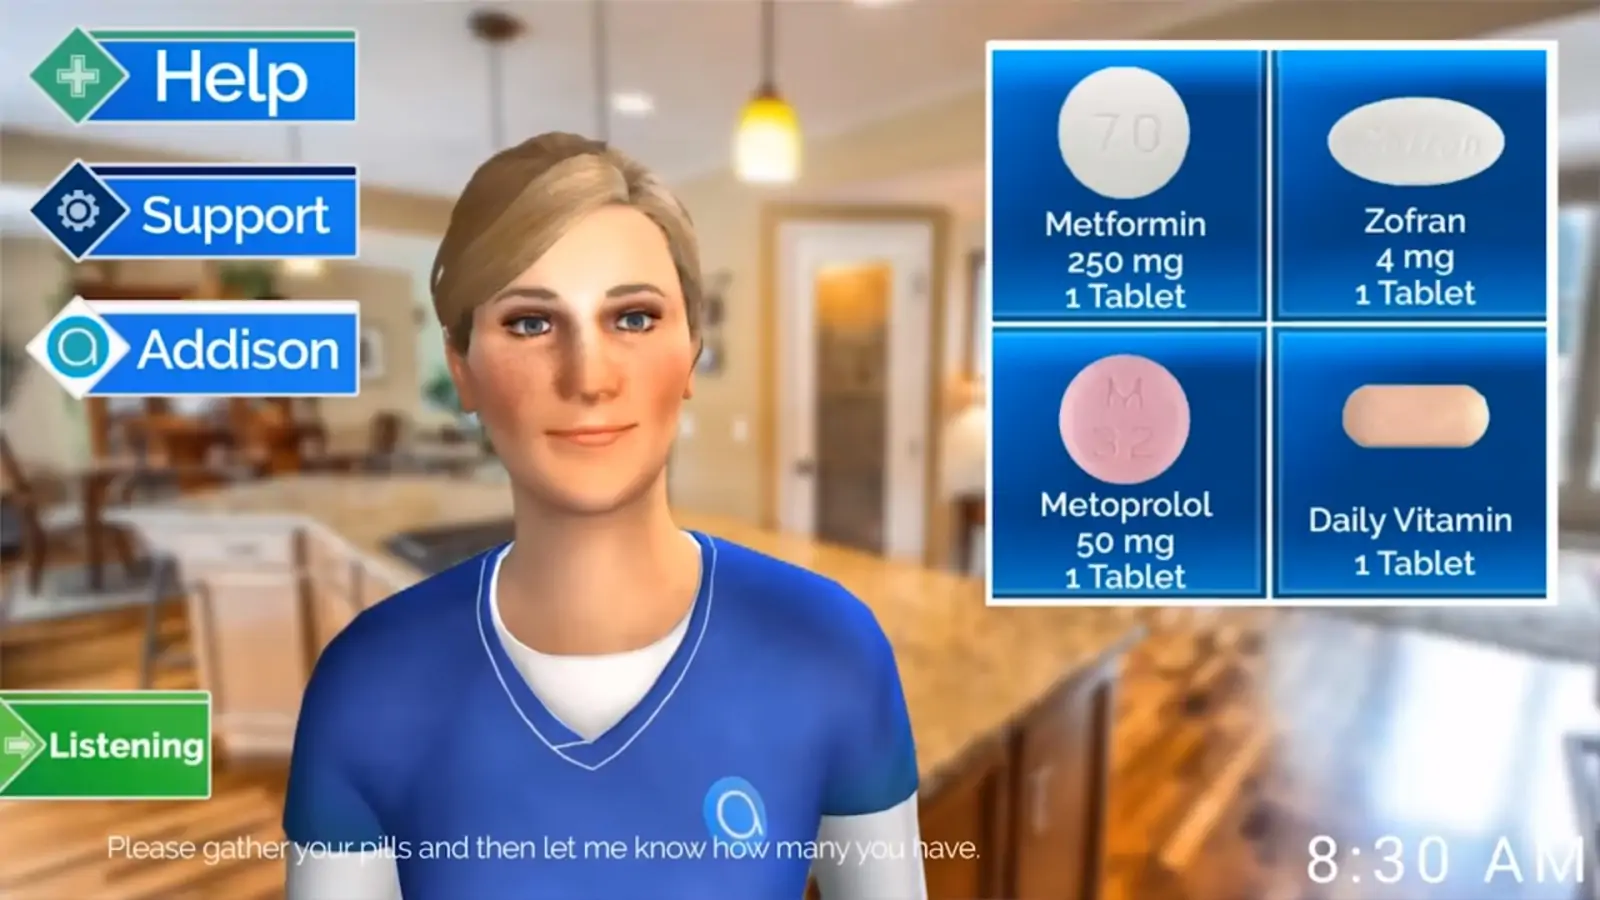 Help
Support
Addison
Listening
70
Metformin
250 mg
1 Tablet
Zofran
Zofran
4 mg
1 Tablet
M
32
Metoprolol
50 mg
1 Tablet
Daily Vitamin
1 Tablet
a
Please gather your pills and then let me know how many you have.
8:30 AM